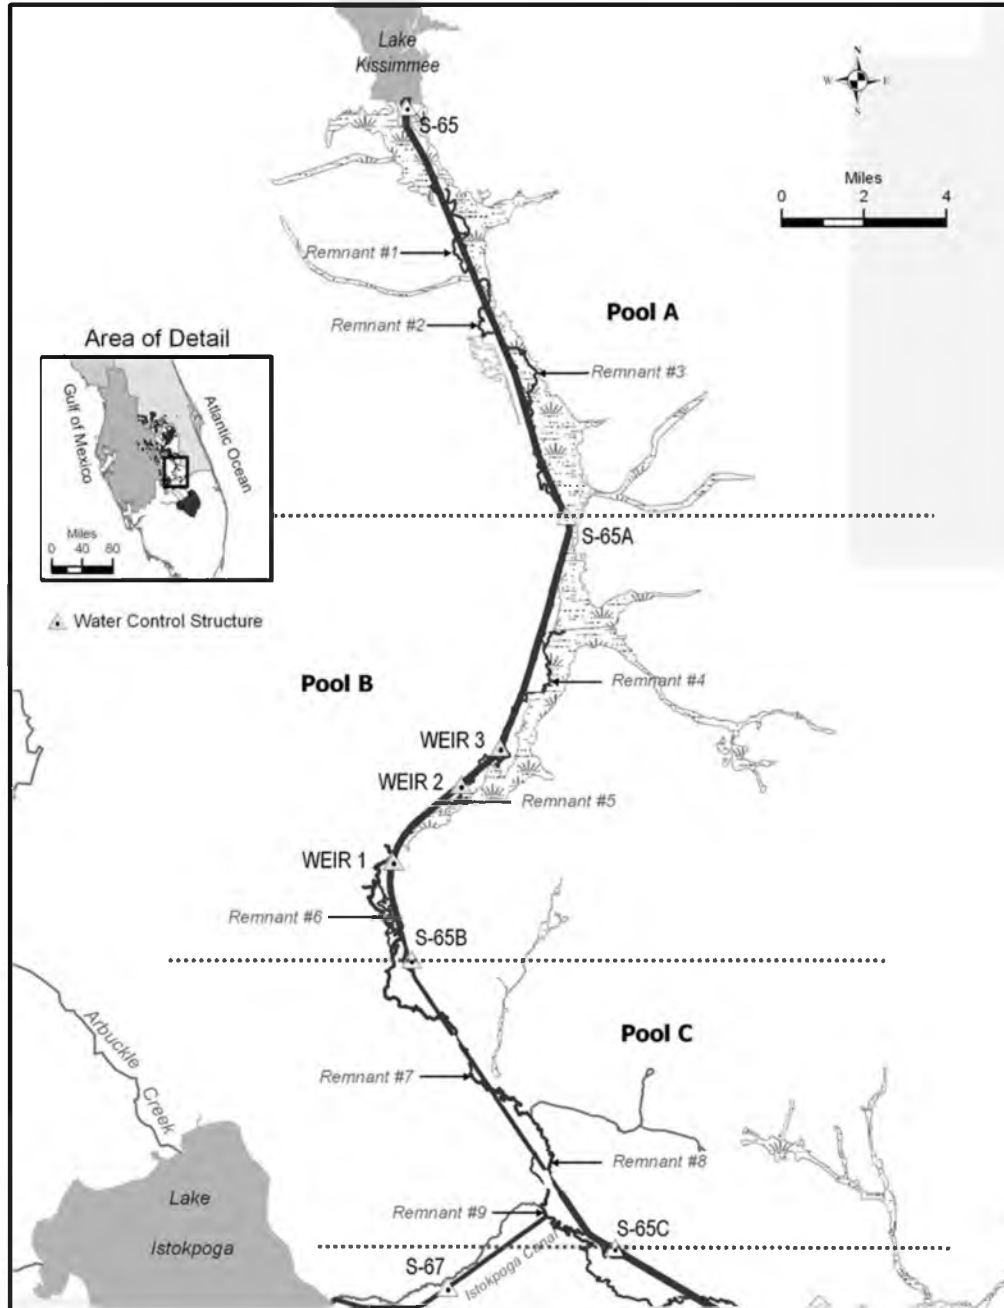 Lake
Kissimmee
N
W E
S
S-65
Miles
0 2 4
Remnant #1
Pool A
Remnant #2
Area of Detail
Remnant #3
Gulf of Mexico
Atlantic Ocean
Miles
0 40 80
S-65A
Water Control Structure
Pool B
Remnant #4
WEIR 3
WEIR 2
Remnant #5
WEIR 1
Remnant #6
S-65B
Arbuckle
Creek
Pool C
Remnant #7
Remnant #8
Lake
Istokpoga
Remnant #9
S-65C
S-67
Istokpoga Canal